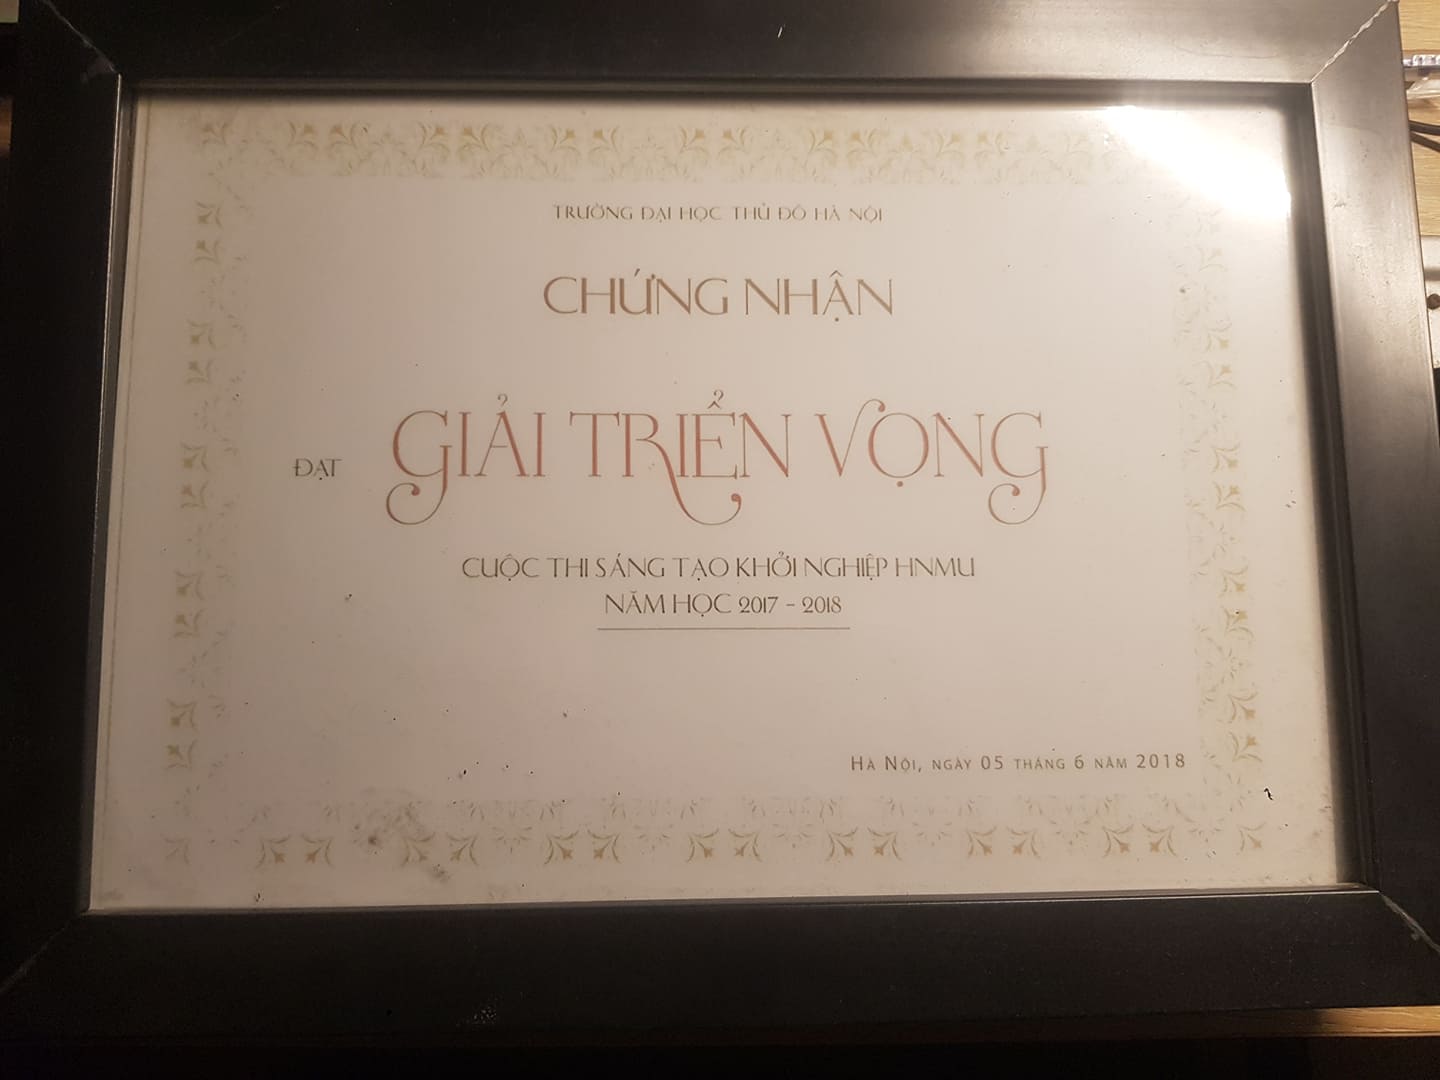 TRƯỜNG ĐẠI HỌC THỦ ĐÔ HÀ NỘI
CHỨNG NHẬN
ĐẠT GIẢI TRIỂN VỌNG
CUỘC THI SÁNG TẠO KHỞI NGHIỆP HNMU
NĂM HỌC 2017 - 2018
HÀ NỘI, NGÀY 05 THÁNG 6 NĂM 2018